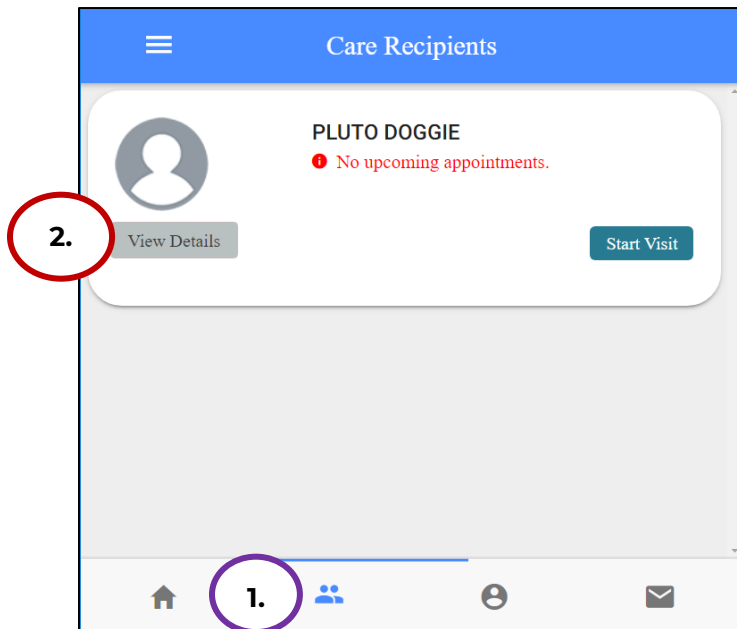 Care Recipients
PLUTO DOGGIE
No upcoming appointments.
2.
View Details
Start Visit
1.